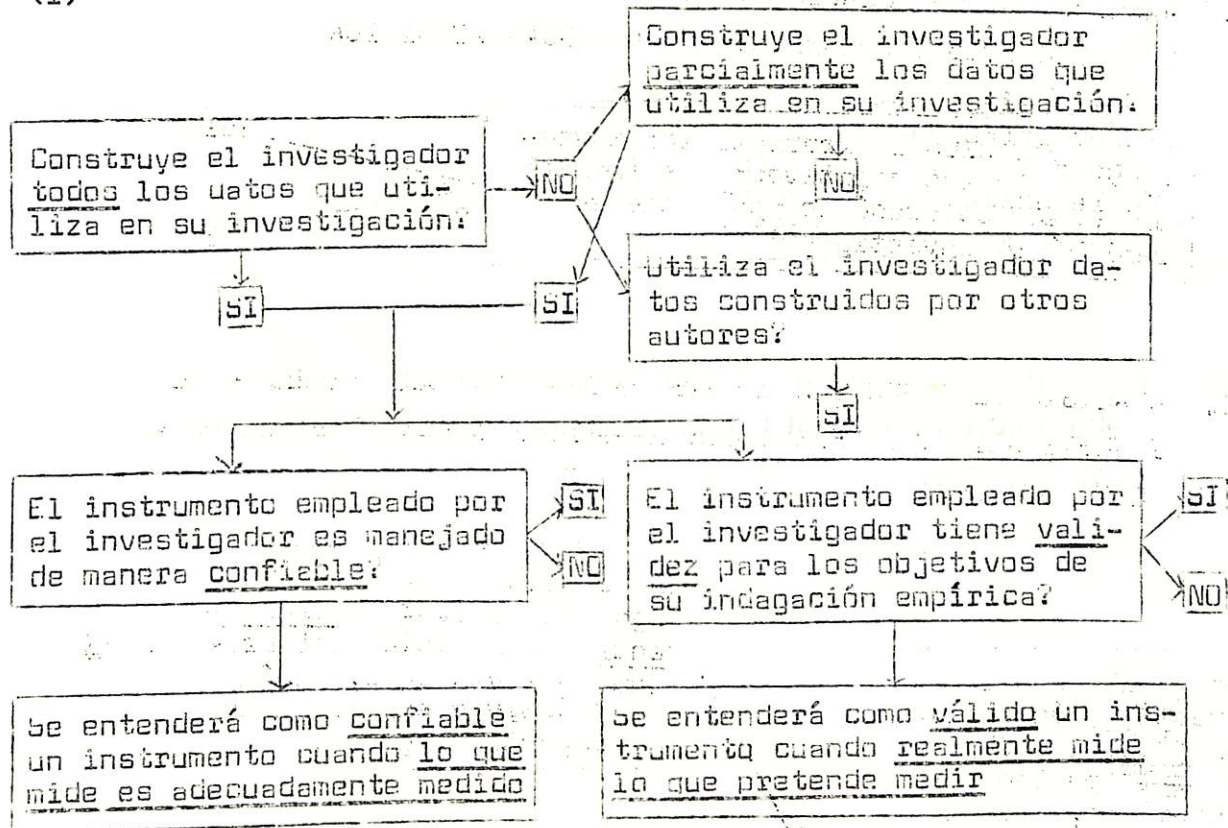 (1)
Construye el investigador
parcialmente los datos que
utiliza en su investigación.
Construye el investigador
todos los uatos que uti-
liza en su investigación.
NO
NO
SI
SI
Utiliza el investigador da-
tos construidos por otros
autores?
SI
El instrumento empleado por
el investigador es manejado
de manera confiable?
SI
NO
El instrumento empleado por
el investigador tiene vali-
dez para los objetivos de
su indagación empírica?
SI
NO
Se entenderá como confiable
un instrumento cuando lo que
mide es adecuadamente medido
Se entenderá como válido un ins-
trumento cuando realmente mide
lo que pretende medir